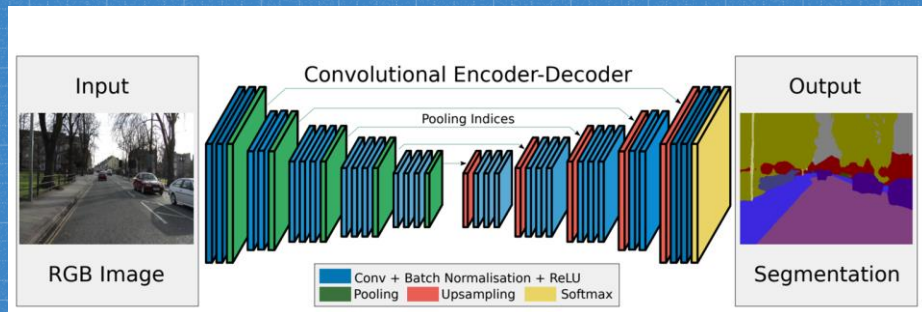 Convolutional Encoder-Decoder
Input
Output
Pooling Indices
RGB Image
Segmentation
Conv + Batch Normalisation + ReLU
Pooling
Upsampling
Softmax